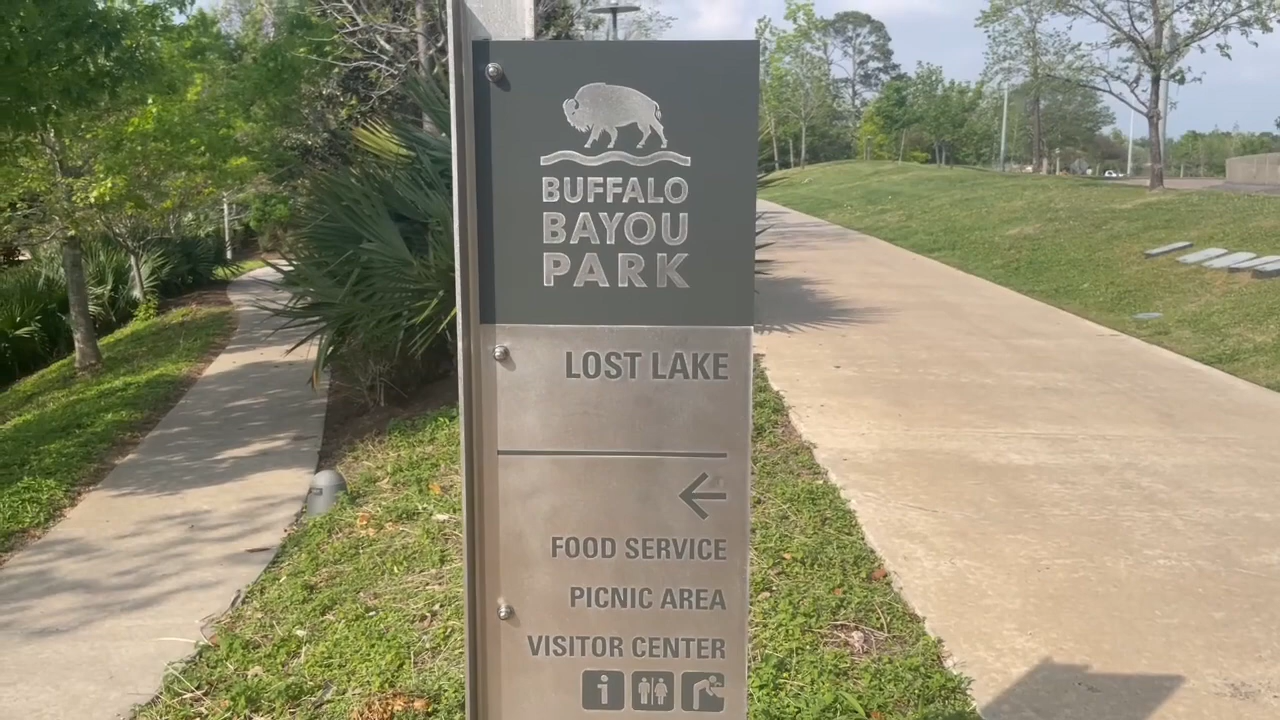 BUFFALO
BAYOU
PARK
LOST LAKE
FOOD SERVICE
PICNIC AREA
VISITOR CENTER
i